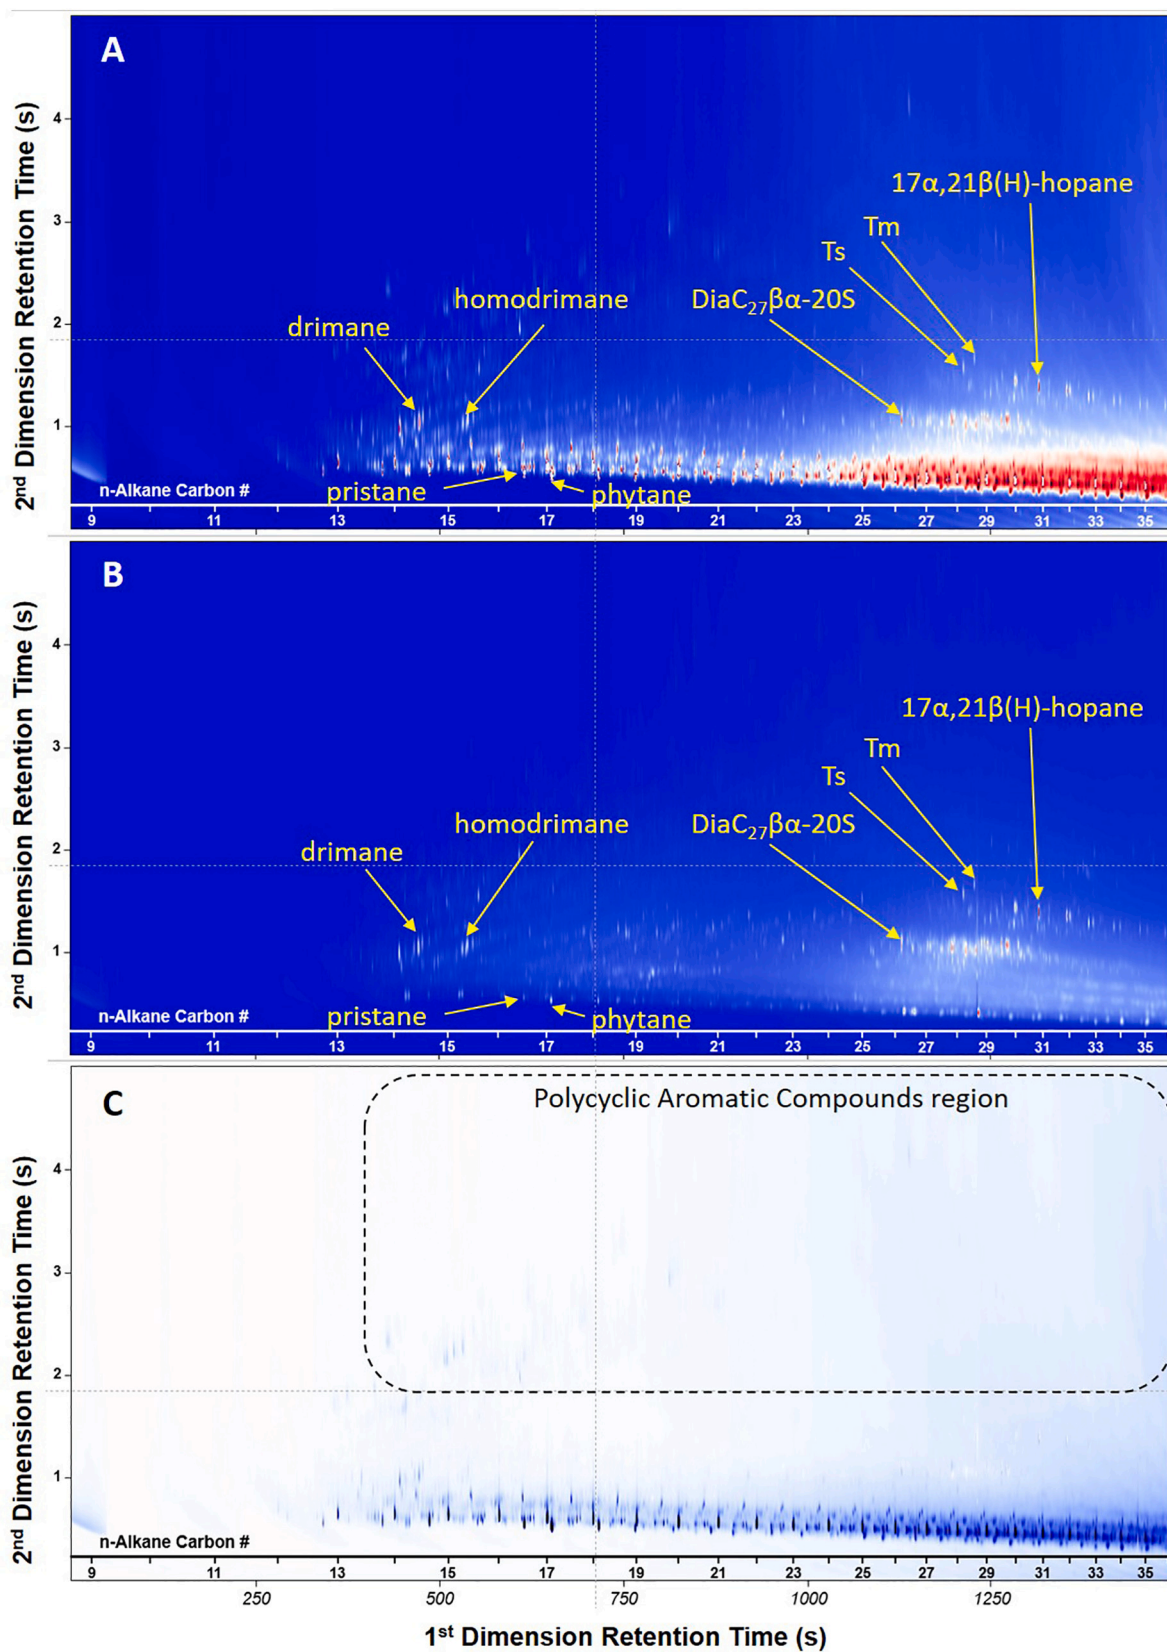 A
2nd Dimension Retention Time (s)
4
3
2
1
17α,21β(H)-hopane
Tm
Ts
DiaC27βα-20S
homodrimane
drimane
pristane
phytane
n-Alkane Carbon #
9 11 13 15 17 19 21 23 25 27 29 31 33 35
B
2nd Dimension Retention Time (s)
4
3
2
1
17α,21β(H)-hopane
Tm
Ts
DiaC27βα-20S
homodrimane
drimane
pristane
phytane
n-Alkane Carbon #
9 11 13 15 17 19 21 23 25 27 29 31 33 35
C
Polycyclic Aromatic Compounds region
2nd Dimension Retention Time (s)
4
3
2
1
n-Alkane Carbon #
9 11 13 15 17 19 21 23 25 27 29 31 33 35
250 500 750 1000 1250
1st Dimension Retention Time (s)